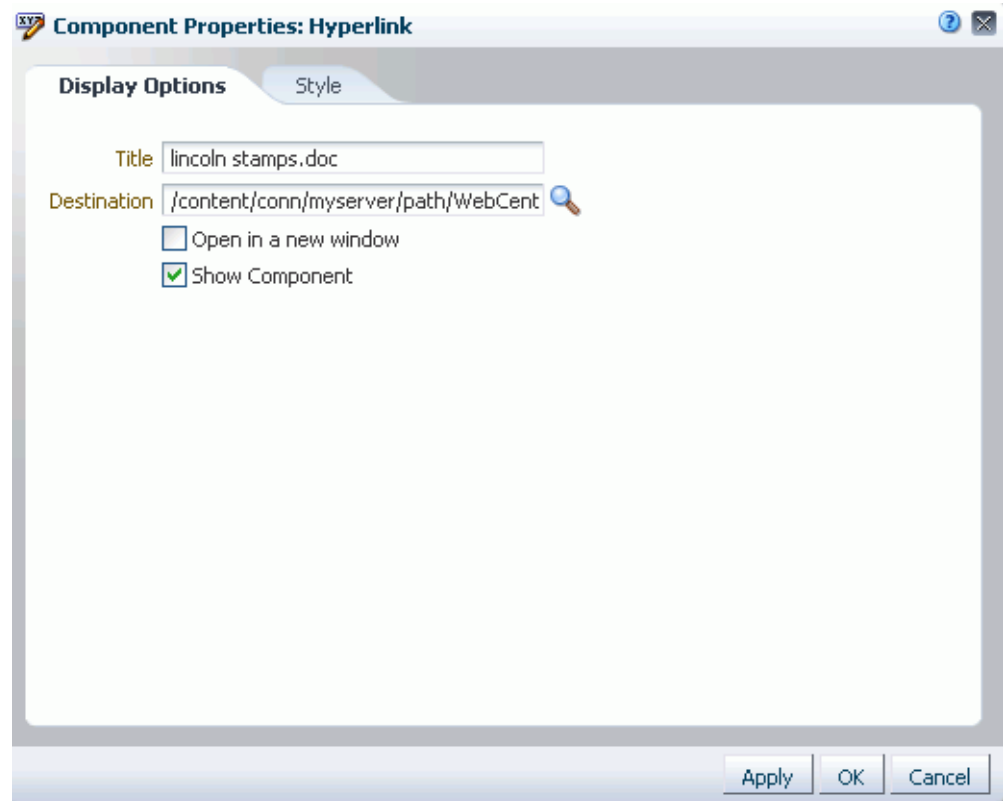 Component Properties: Hyperlink
Display Options Style
Title lincoln stamps.doc
Destination /content/conn/myserver/path/WebCent
Open in a new window
Show Component
Apply OK Cancel